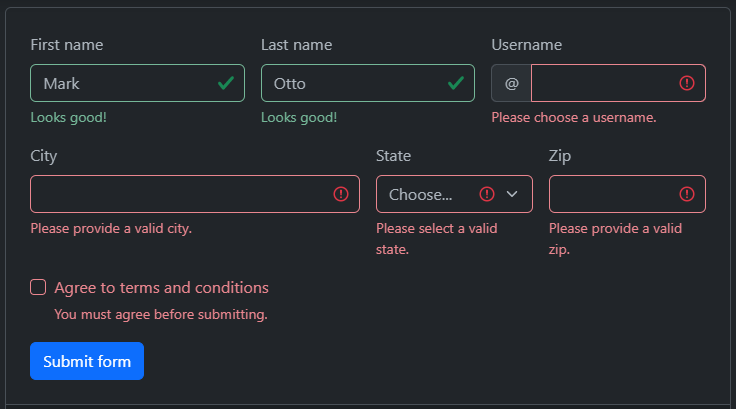 First name Last name Username
Mark Otto @
Looks good! Looks good! Please choose a username.
City State Zip
Choose...
Please provide a valid city. Please select a valid state. Please provide a valid zip.
Agree to terms and conditions
You must agree before submitting.
Submit form